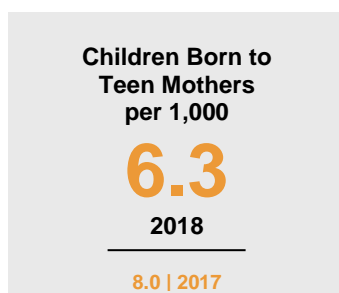 Children Born to
Teen Mothers
per 1,000
6.3
2018
8.0 | 2017